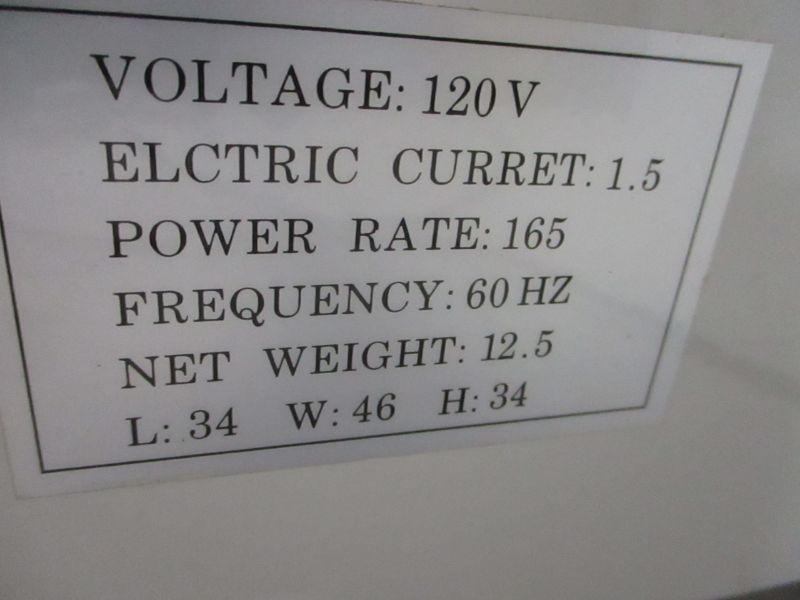 VOLTAGE: 120 V
ELCTRIC CURRET: 1.5
POWER RATE: 165
FREQUENCY: 60 HZ
NET WEIGHT: 12.5
L: 34 W: 46 H: 34